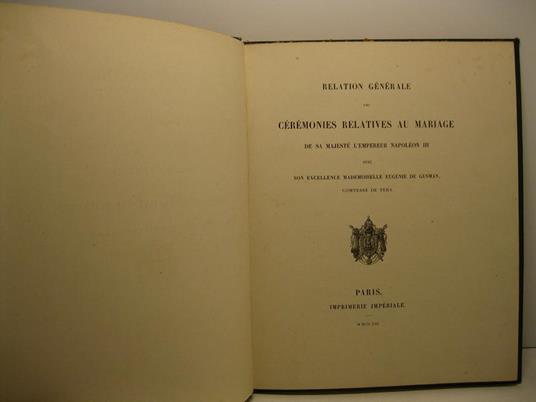 RELATION GÉNÉRALE
DES
CÉRÉMONIES RELATIVES AU MARIAGE
DE SA MAJESTÉ L'EMPEREUR NAPOLÉON III
AVEC
SON EXCELLENCE MADEMOISELLE EUGÉNIE DE GUSMAN,
COMTESSE DE TEBA
PARIS.
IMPRIMERIE IMPÉRIALE.